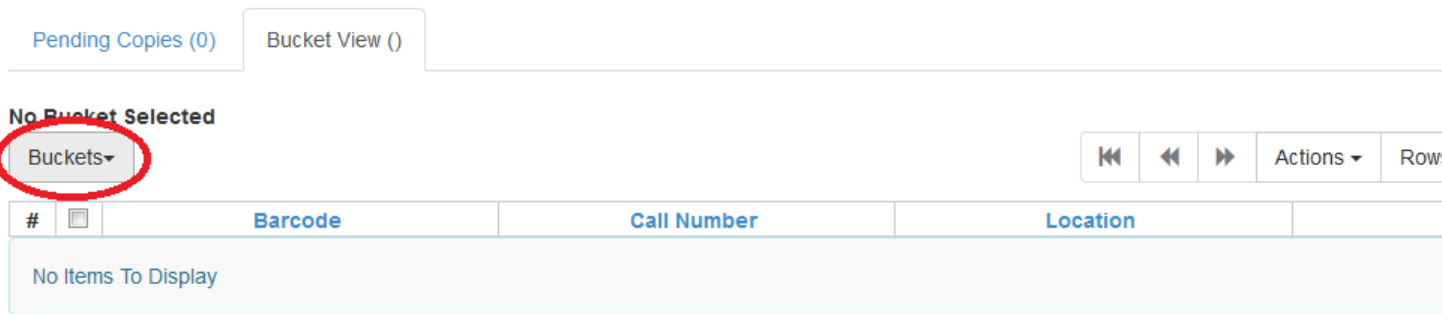 Pending Copies (0) Bucket View ()
No Bucket Selected
Buckets Actions Rows
# Barcode Call Number Location
No Items To Display